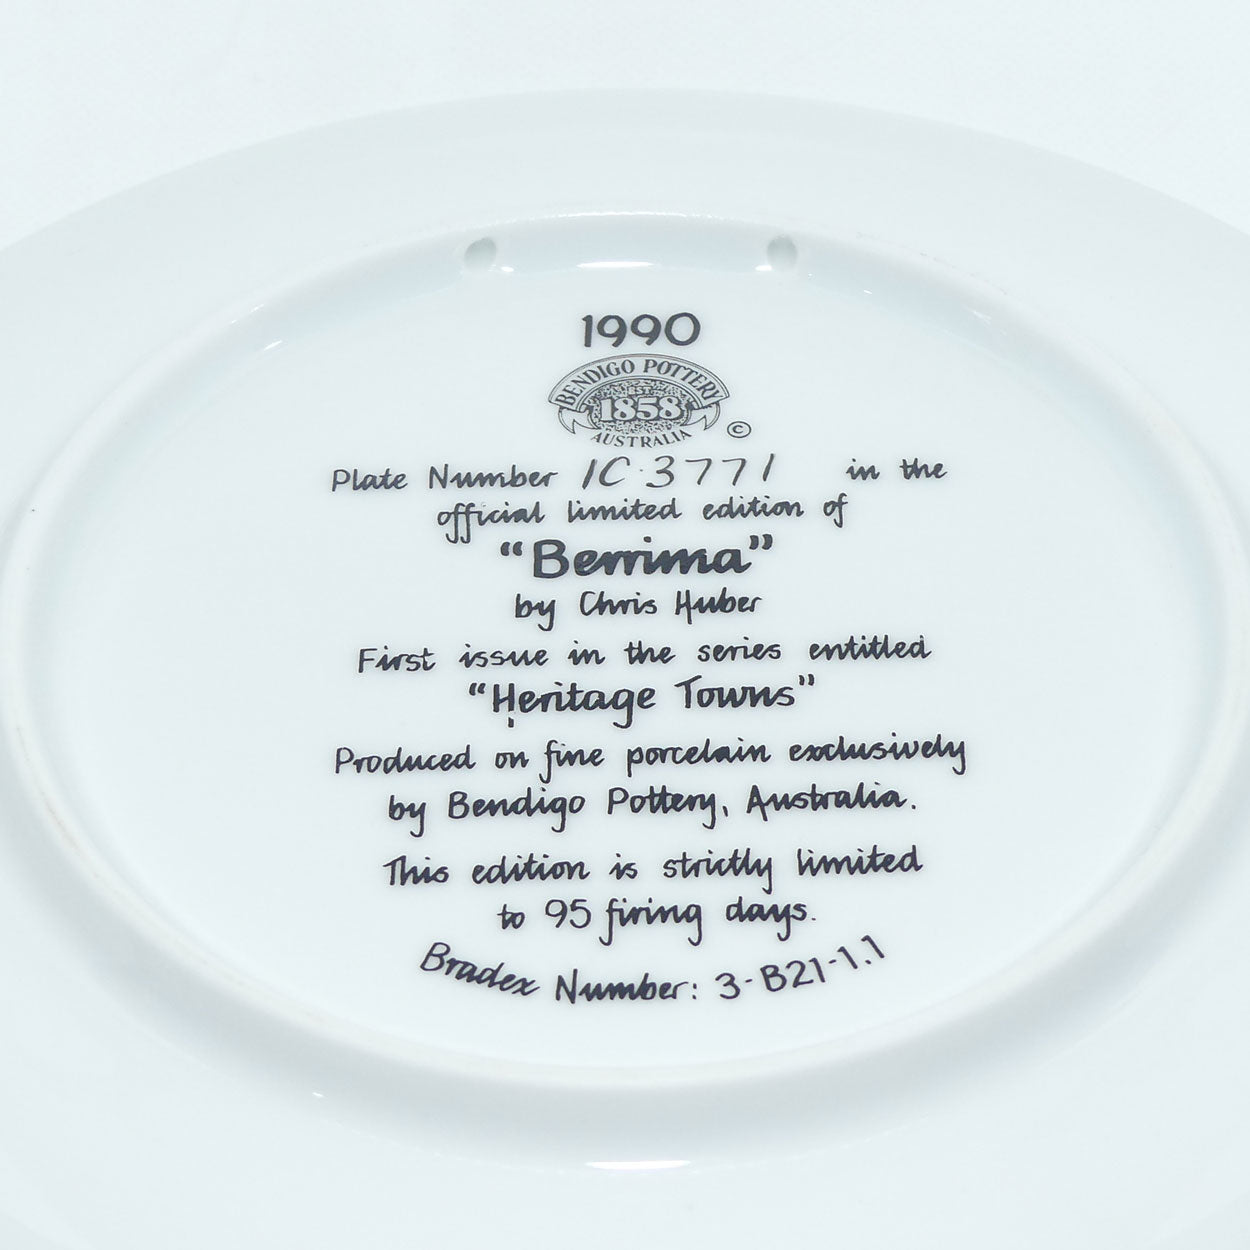 1990
BENDIGO POTTERY
EST.
1858
AUSTRALIA
©
Plate Number 1C·3771 in the
official limited edition of
"Berrima"
by Chris Huber
First issue in the series entitled
"Heritage Towns"
Produced on fine porcelain exclusively
by Bendigo Pottery, Australia.
This edition is strictly limited
to 95 firing days.
Bradex Number: 3-B21-1.1